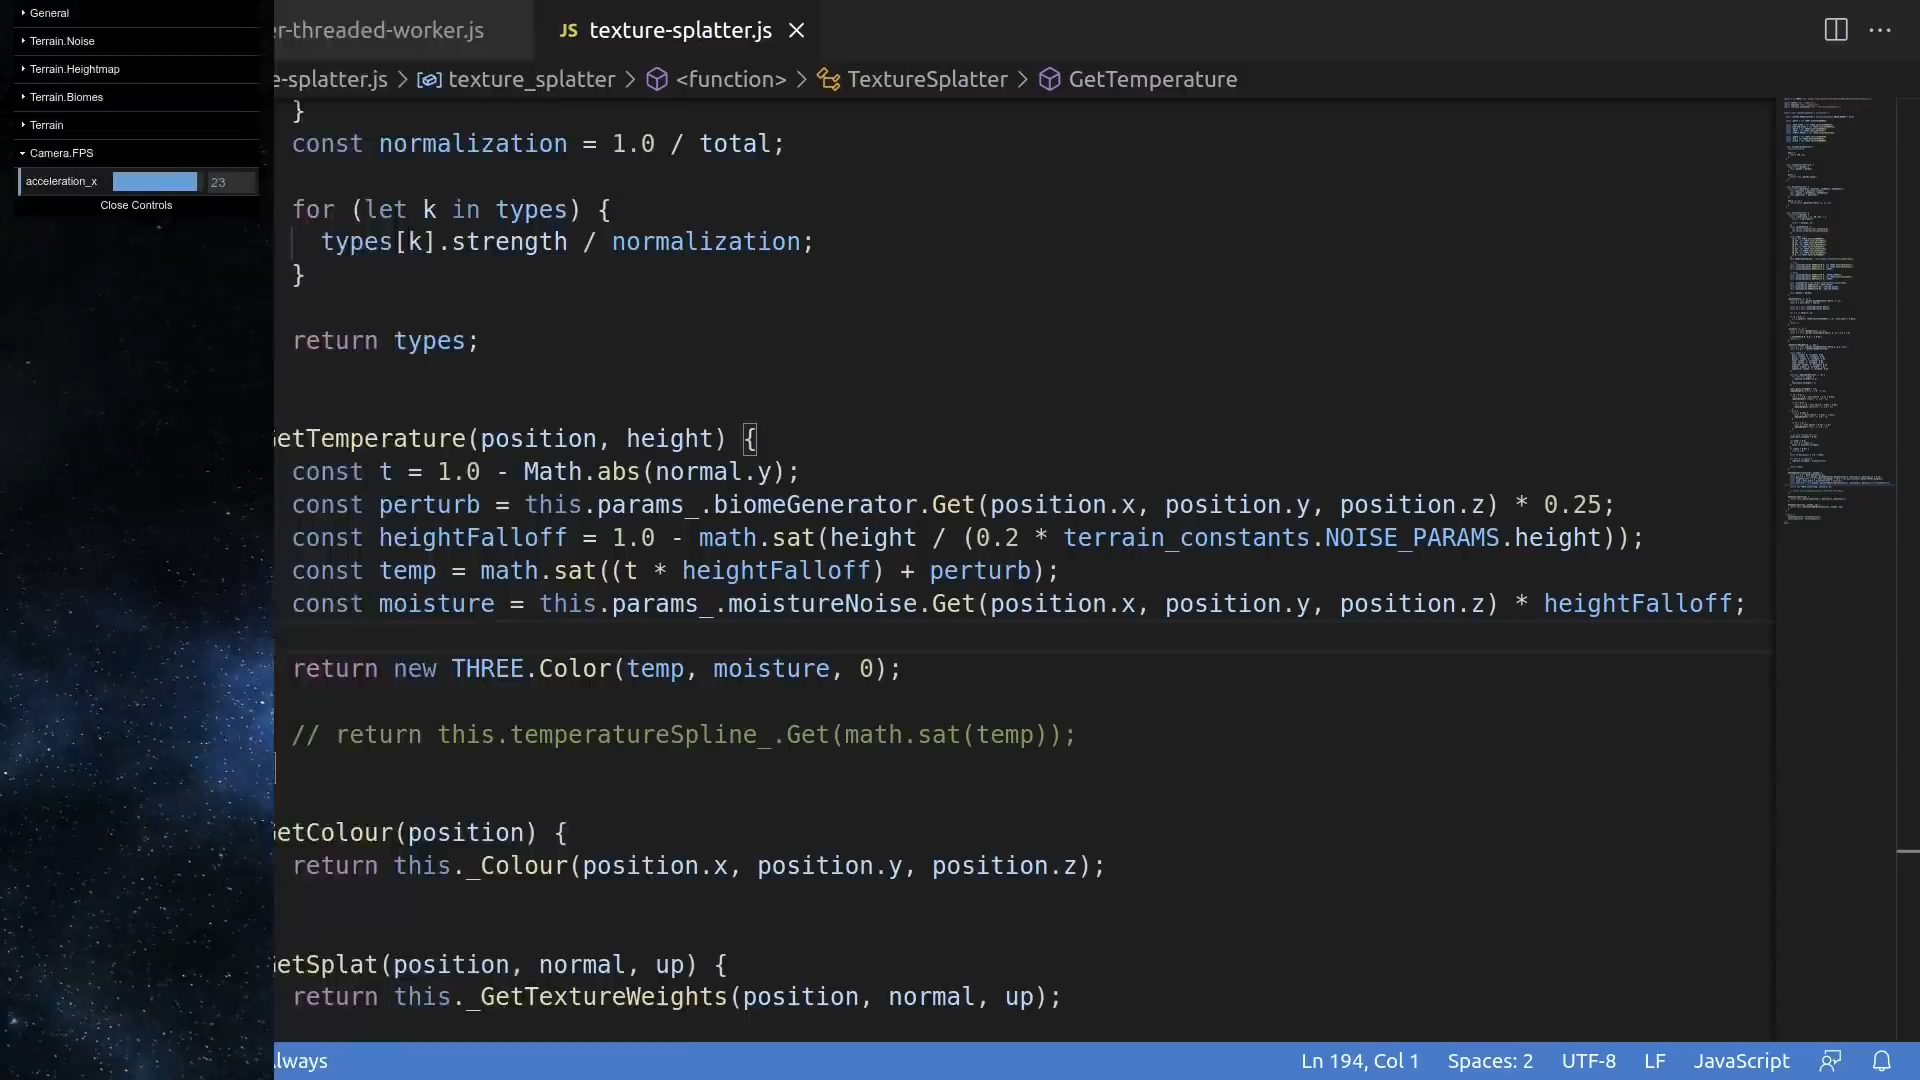 General
Terrain.Noise
Terrain.Heightmap
Terrain.Biomes
Terrain
Camera.FPS
acceleration_x 23
Close Controls
er-threaded-worker.js
JS texture-splatter.js
e-splatter.js > texture_splatter > <function> > TextureSplatter > GetTemperature
}
const normalization = 1.0 / total;
for (let k in types) {
types[k].strength / normalization;
}
return types;
GetTemperature(position, height) {
const t = 1.0 - Math.abs(normal.y);
const perturb = this.params_.biomeGenerator.Get(position.x, position.y, position.z) * 0.25;
const heightFalloff = 1.0 - math.sat(height / (0.2 * terrain_constants.NOISE_PARAMS.height));
const temp = math.sat((t * heightFalloff) + perturb);
const moisture = this.params_.moistureNoise.Get(position.x, position.y, position.z) * heightFalloff;
return new THREE.Color(temp, moisture, 0);
// return this.temperatureSpline_.Get(math.sat(temp));
GetColour(position) {
return this._Colour(position.x, position.y, position.z);
GetSplat(position, normal, up) {
return this._GetTextureWeights(position, normal, up);
lways
Ln 194, Col 1 Spaces: 2 UTF-8 LF JavaScript